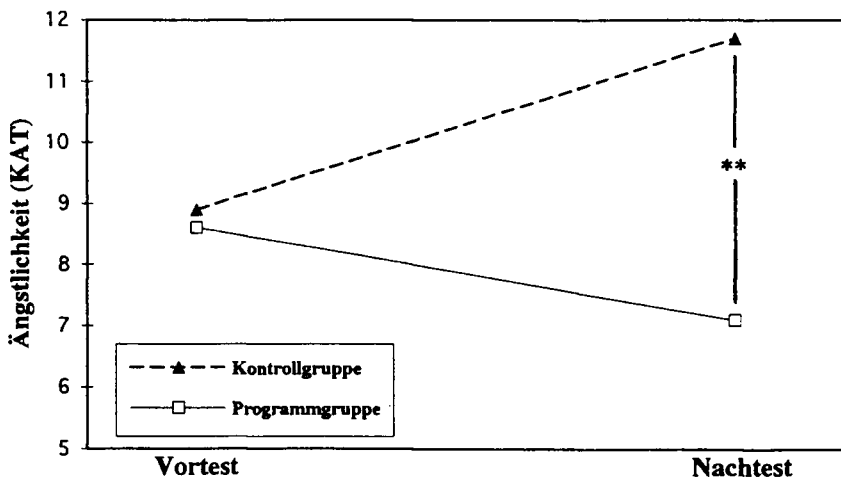 12
11
10
9
8
7
6
5
Ängstlichkeit (KAT)
**
Kontrollgruppe
Programmgruppe
Vortest
Nachtest